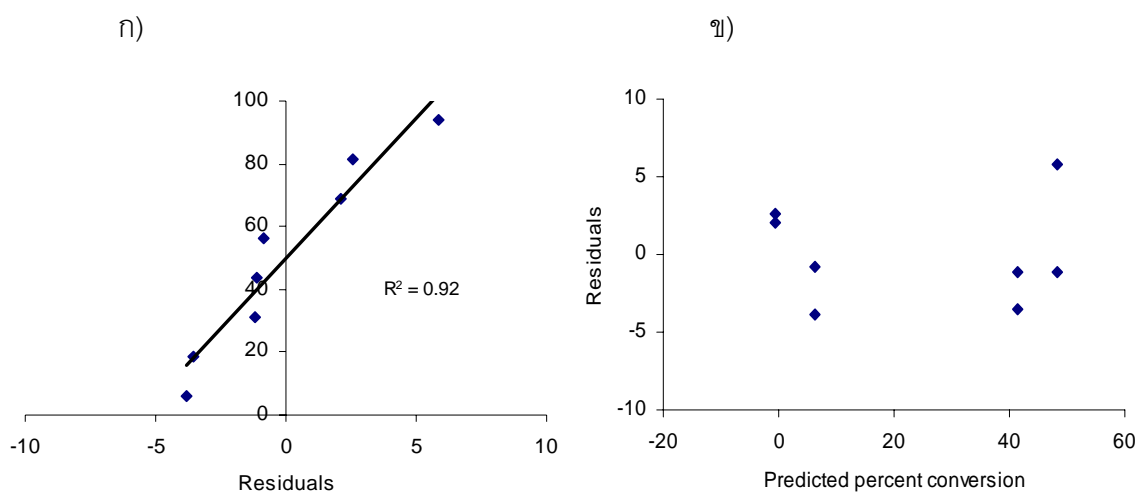 ก)
100
80
60
40
20
0
R² = 0.92
-10 -5 0 5 10
Residuals
ข)
10
5
0
-5
-10
Residuals
-20 0 20 40 60
Predicted percent conversion